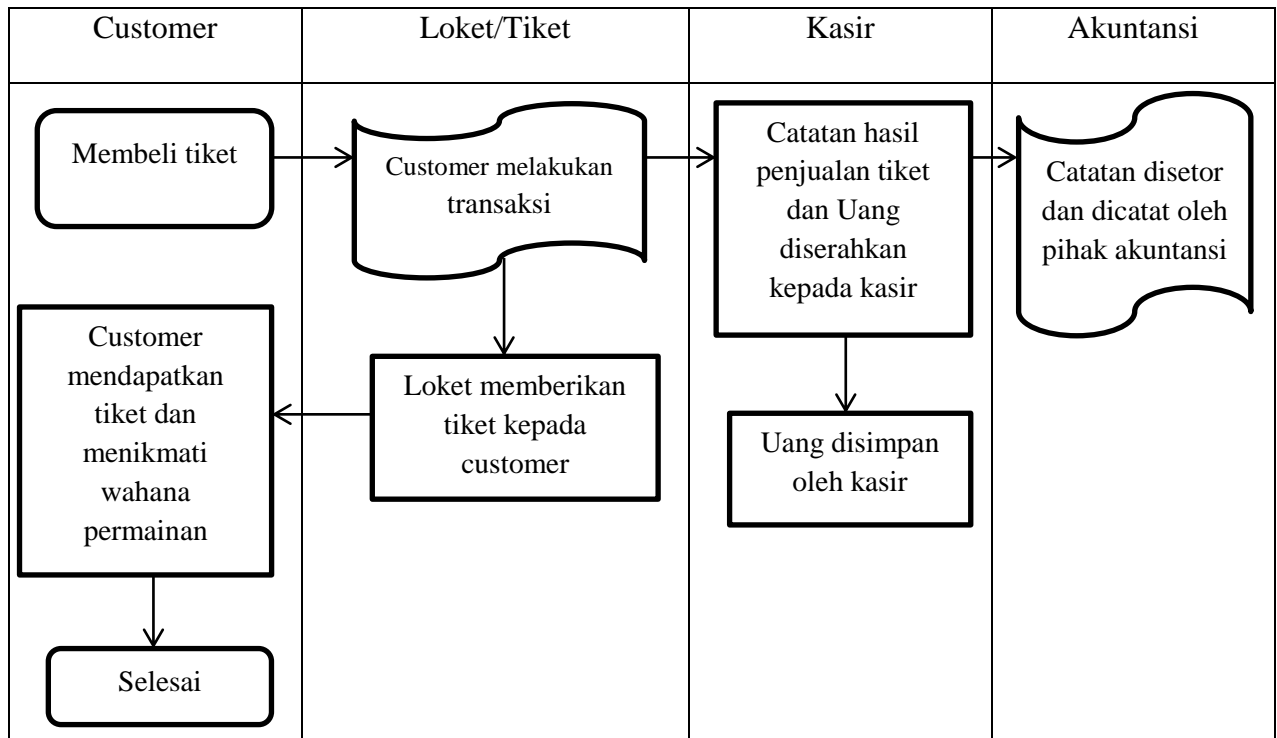 Customer
Loket/Tiket
Kasir
Akuntansi
Membeli tiket
Customer melakukan
transaksi
Catatan hasil
penjualan tiket
dan Uang
diserahkan
kepada kasir
Catatan disetor
dan dicatat oleh
pihak akuntansi
Customer
mendapatkan
tiket dan
menikmati
wahana
permainan
Loket memberikan
tiket kepada
customer
Uang disimpan
oleh kasir
Selesai